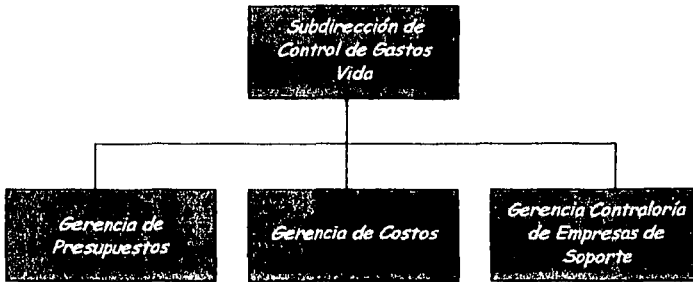 Subdirección de
Control de Gastos
Vida
Gerencia de
Presupuestos
Gerencia de Costos
Gerencia Contraloría
de Empresas de
Soporte